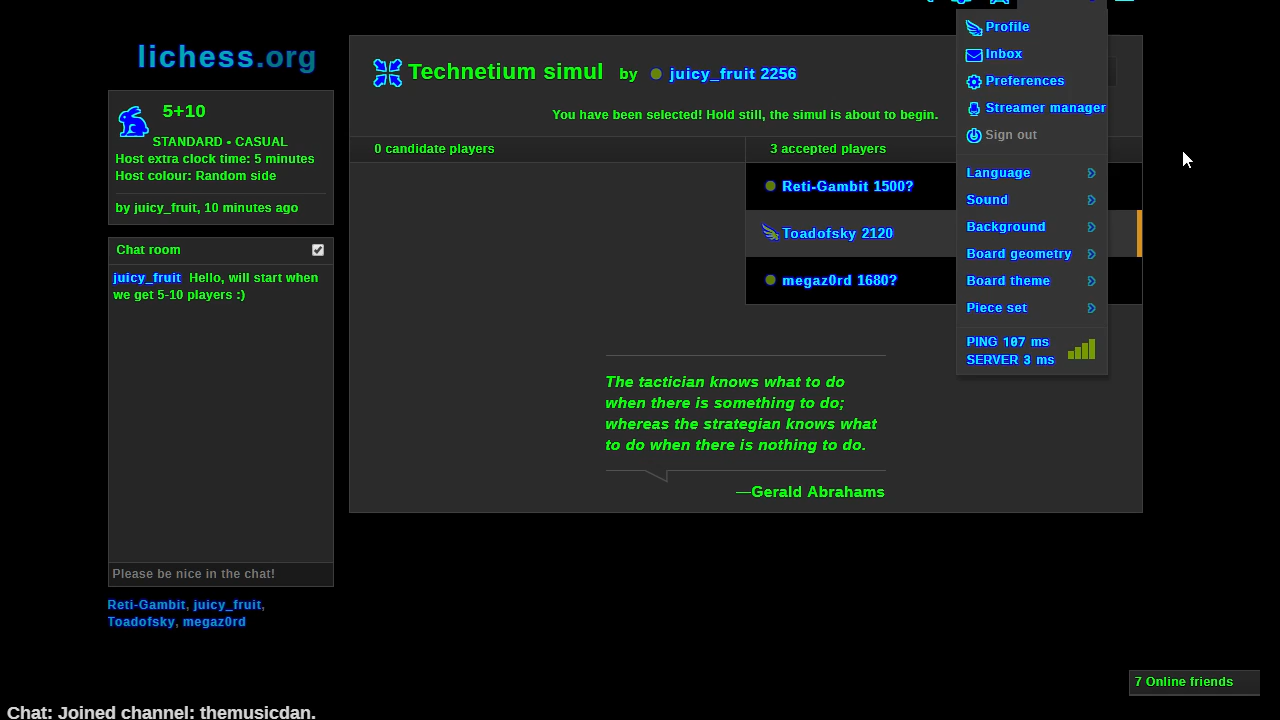 lichess.org
5+10
STANDARD • CASUAL
Host extra clock time: 5 minutes
Host colour: Random side
by juicy_fruit, 10 minutes ago
Chat room
juicy_fruit Hello, will start when
we get 5-10 players :)
Please be nice in the chat!
Reti-Gambit, juicy_fruit,
Toadofsky, megaz0rd
Technetium simul by juicy_fruit 2256
You have been selected! Hold still, the simul is about to begin.
0 candidate players
3 accepted players
Reti-Gambit 1500?
Toadofsky 2120
megaz0rd 1680?
The tactician knows what to do
when there is something to do;
whereas the strategian knows what
to do when there is nothing to do.
—Gerald Abrahams
Profile
Inbox
Preferences
Streamer manager
Sign out
Language
Sound
Background
Board geometry
Board theme
Piece set
PING 107 ms
SERVER 3 ms
7 Online friends
Chat: Joined channel: themusicdan.